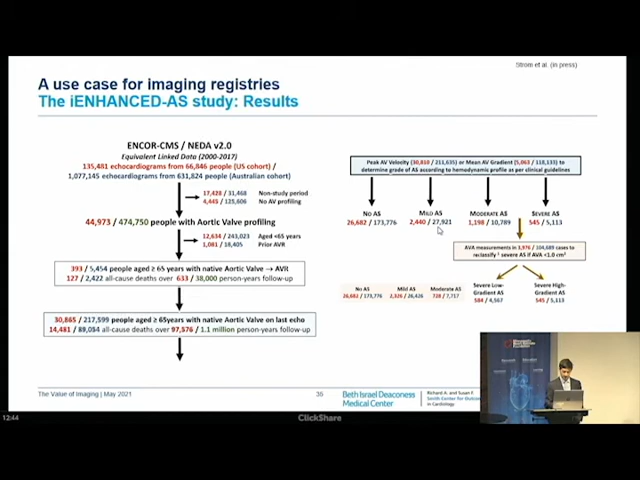 Strom et al. (in press)
A use case for imaging registries
The iENHANCED-AS study: Results
ENCOR-CMS / NEDA v2.0
Equivalent Linked Data (2000-2017)
135,481 echocardiograms from 66,846 people (US cohort) /
1,077,145 echocardiograms from 631,824 people (Australian cohort)
17,428 / 31,468 Non-study period
4,445 / 125,606 No AV profiling
44,973 / 474,750 people with Aortic Valve profiling
12,634 / 243,023 Aged <65 years
1,081 / 18,405 Prior AVR
393 / 5,454 people aged ≥ 65 years with native Aortic Valve → AVR
127 / 2,422 all-cause deaths over 633 / 38,000 person-years follow-up
30,865 / 217,599 people aged ≥ 65years with native Aortic Valve on last echo
14,481 / 89,054 all-cause deaths over 97,576 / 1.1 million person-years follow-up
Peak AV Velocity (30,810 / 211,635) or Mean AV Gradient (5,063 / 118,133) to
determine grade of AS according to hemodynamic profile as per clinical guidelines
No AS
26,682 / 173,776
Mild AS
2,440 / 27,921
Moderate AS
1,198 / 10,789
Severe AS
545 / 5,113
AVA measurements in 3,976 / 104,689 cases to
reclassify severe AS if AVA <1.0 cm²
No AS
26,682 / 173,776
Mild AS
2,326 / 26,426
Moderate AS
728 / 7,717
Severe Low-
Gradient AS
584 / 4,567
Severe High-
Gradient AS
545 / 5,113
The Value of Imaging | May 2021
35
Beth Israel Deaconess
Medical Center
Richard A. and Susan F.
Smith Center for
in Cardiology
12:44
ClickShare